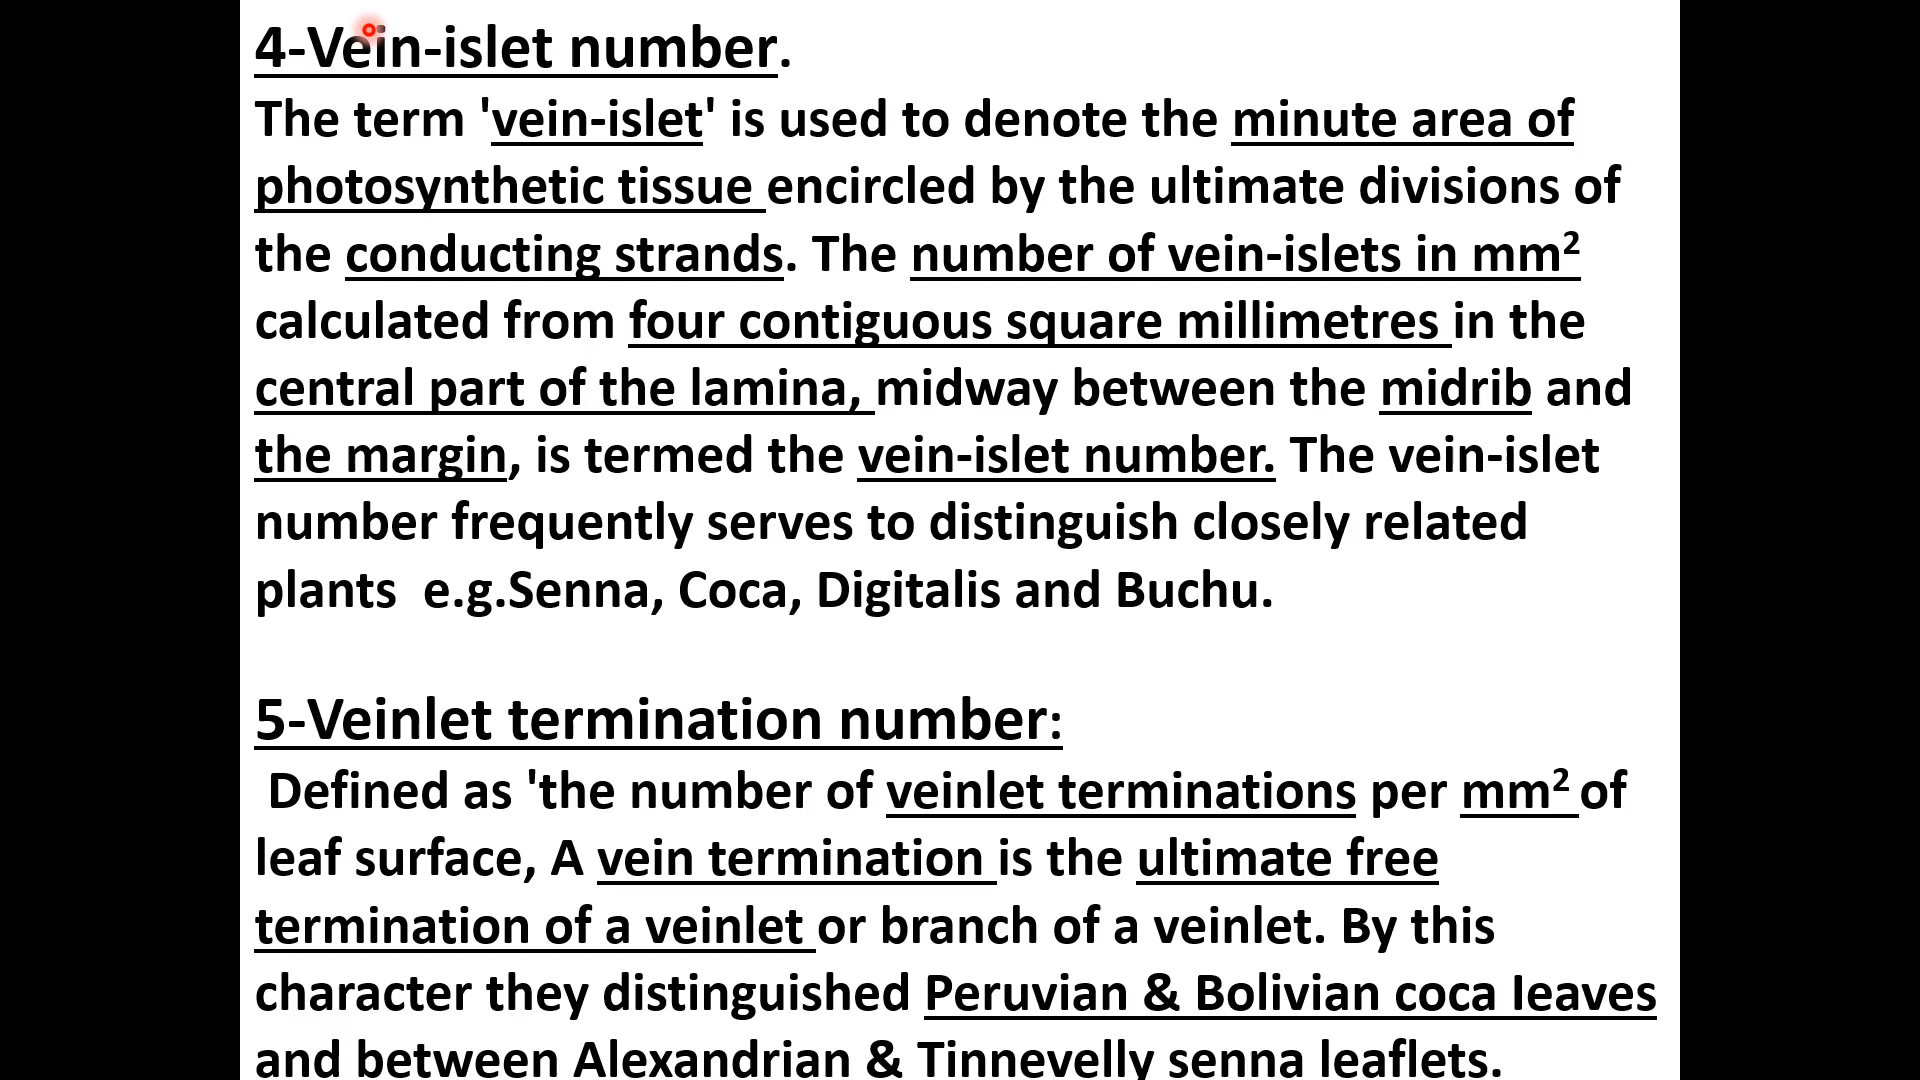 4-Vein-islet number.
The term 'vein-islet' is used to denote the minute area of
photosynthetic tissue encircled by the ultimate divisions of
the conducting strands. The number of vein-islets in mm²
calculated from four contiguous square millimetres in the
central part of the lamina, midway between the midrib and
the margin, is termed the vein-islet number. The vein-islet
number frequently serves to distinguish closely related
plants  e.g.Senna, Coca, Digitalis and Buchu.
5-Veinlet termination number:
Defined as 'the number of veinlet terminations per mm² of
leaf surface, A vein termination is the ultimate free
termination of a veinlet or branch of a veinlet. By this
character they distinguished Peruvian & Bolivian coca Ieaves
and between Alexandrian & Tinnevelly senna leaflets.